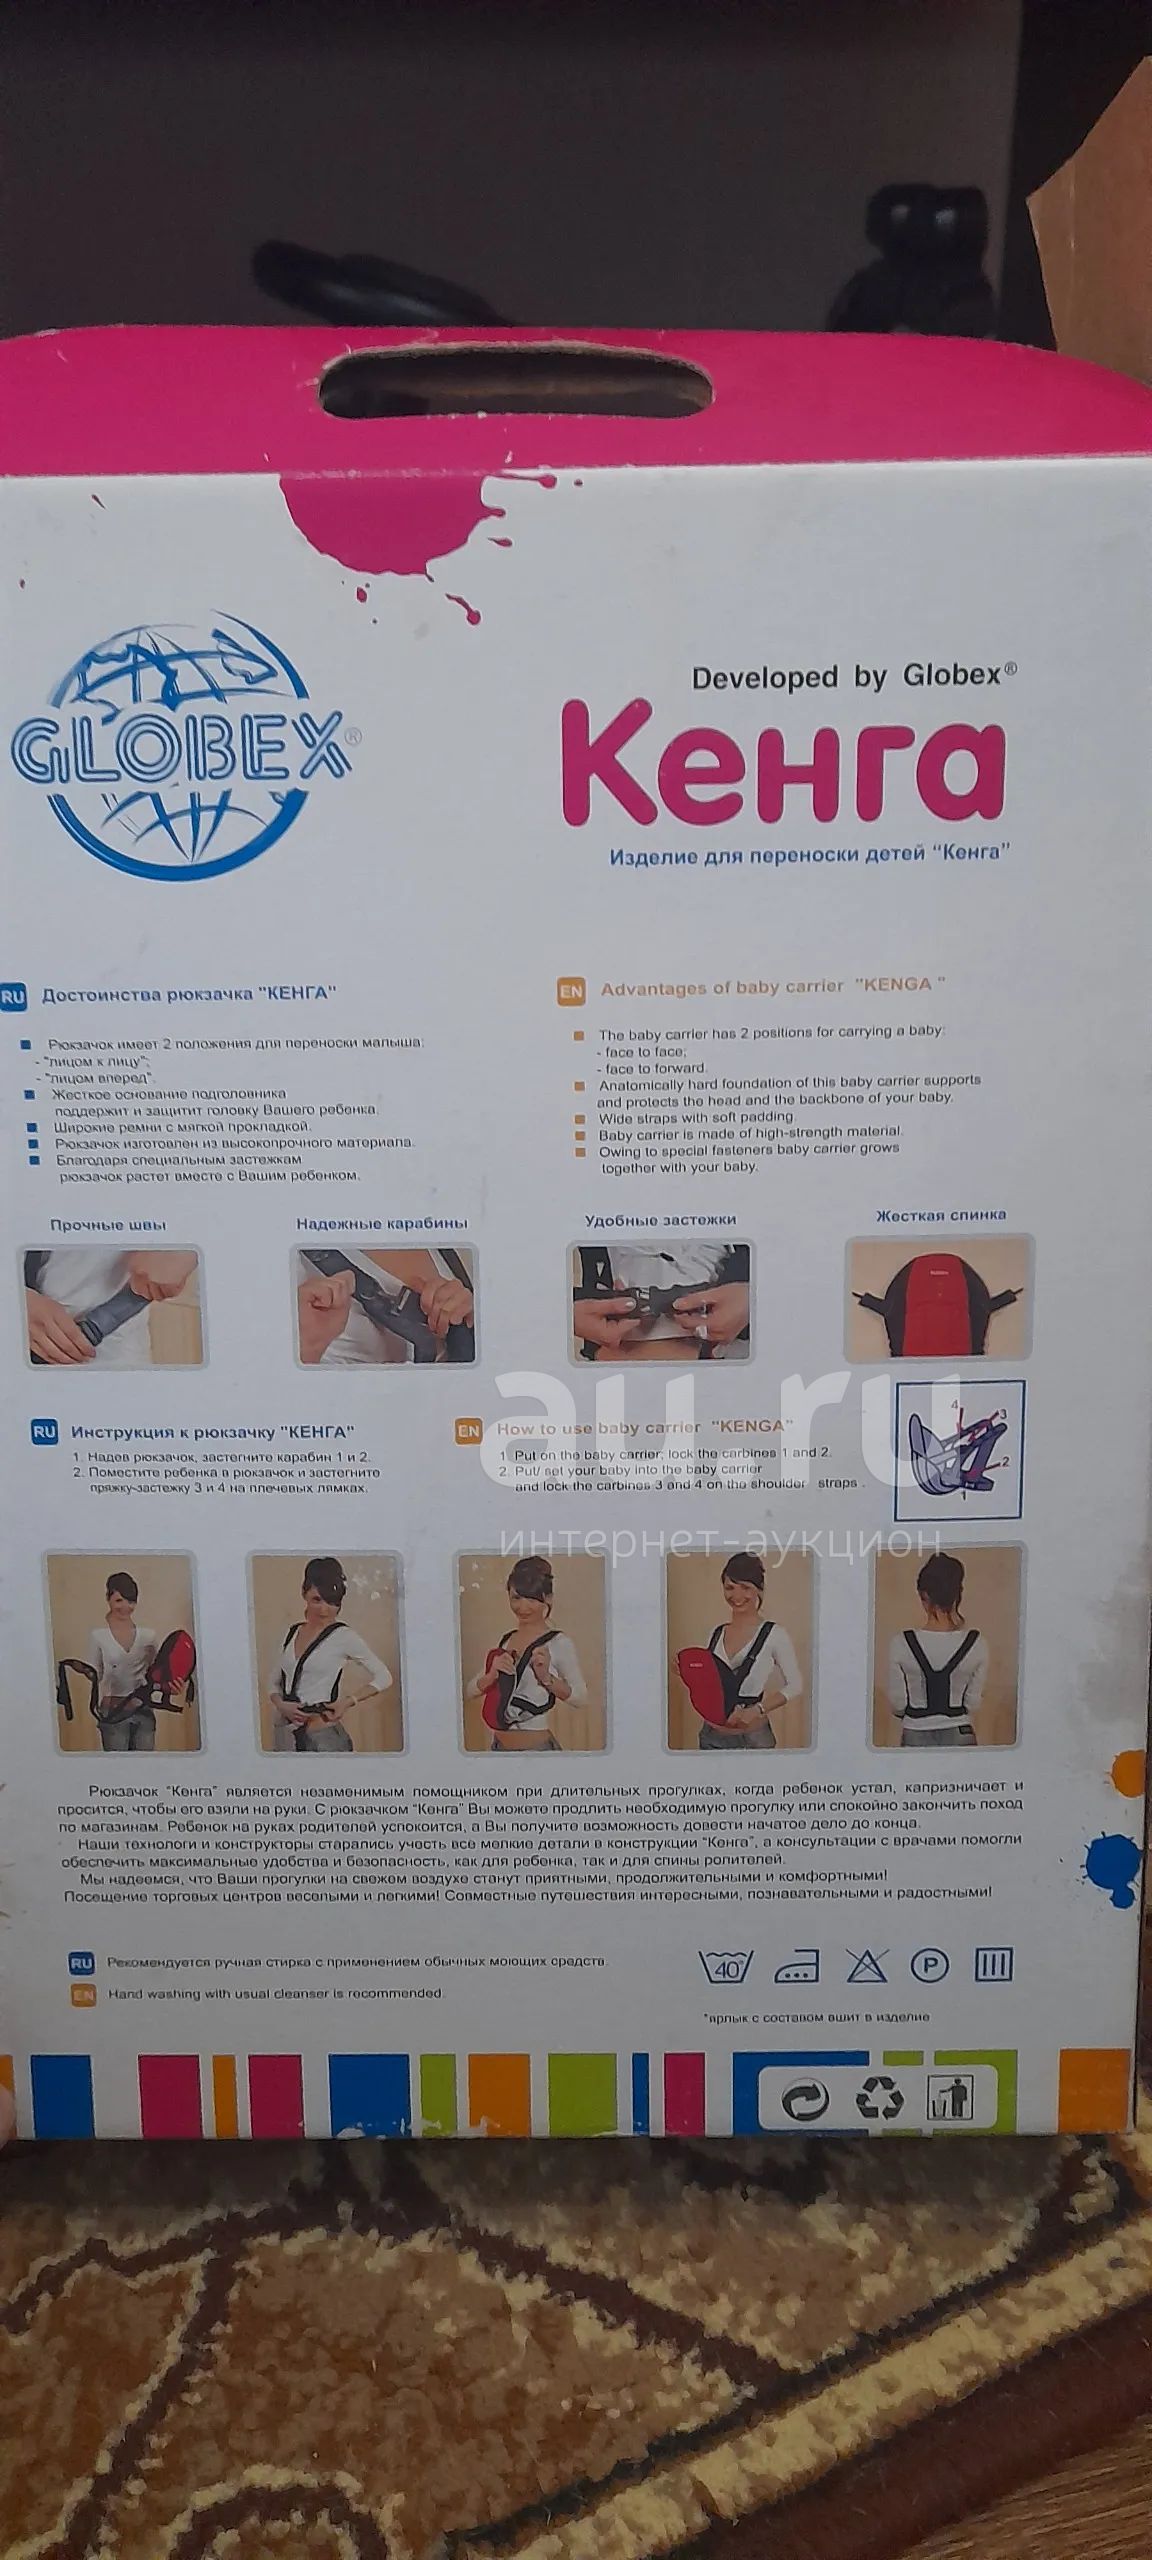 GLOBEX®
Developed by Globex®
Кенга
Изделие для переноски детей "Кенга"
RU Достоинства рюкзачка "КЕНГА"
Рюкзачок имеет 2 положения для переноски малыша:
- "лицом к лицу";
- "лицом вперед".
Жесткое основание подголовника
поддержит и защитит головку Вашего ребенка.
Широкие ремни с мягкой прокладкой.
Рюкзачок изготовлен из высокопрочного материала.
Благодаря специальным застежкам
рюкзачок растет вместе с Вашим ребенком.
EN Advantages of baby carrier "KENGA "
The baby carrier has 2 positions for carrying a baby:
- face to face;
- face to forward.
Anatomically hard foundation of this baby carrier supports
and protects the head and the backbone of your baby.
Wide straps with soft padding.
Baby carrier is made of high-strength material.
Owing to special fasteners baby carrier grows
together with your baby.
Прочные швы
Надежные карабины
Удобные застежки
Жесткая спинка
RU Инструкция к рюкзачку "КЕНГА"
1. Надев рюкзачок, застегните карабин 1 и 2.
2. Поместите ребенка в рюкзачок и застегните
пряжку-застежку 3 и 4 на плечевых лямках.
EN How to use baby carrier "KENGA"
1. Put on the baby carrier; lock the carbines 1 and 2.
2. Put/ set your baby into the baby carrier
and lock the carbines 3 and 4 on the shoulder straps .
4
3
2
1
au.ru
интернет-аукцион
Рюкзачок "Кенга" является незаменимым помощником при длительных прогулках, когда ребенок устал, капризничает и
просится, чтобы его взяли на руки. С рюкзачком "Кенга" Вы можете продлить необходимую прогулку или спокойно закончить поход
по магазинам. Ребенок на руках родителей успокоится, а Вы получите возможность довести начатое дело до конца.
Наши технологи и конструкторы старались учесть все мелкие детали в конструкции "Кенга", а консультации с врачами помогли
обеспечить максимальные удобства и безопасность, как для ребенка, так и для спины родителей.
Мы надеемся, что Ваши прогулки на свежем воздухе станут приятными, продолжительными и комфортными!
Посещение торговых центров веселыми и легкими! Совместные путешествия интересными, познавательными и радостными!
RU Рекомендуется ручная стирка с применением обычных моющих средств.
EN Hand washing with usual cleanser is recommended.
40°
P
*ярлык с составом вшит в изделие